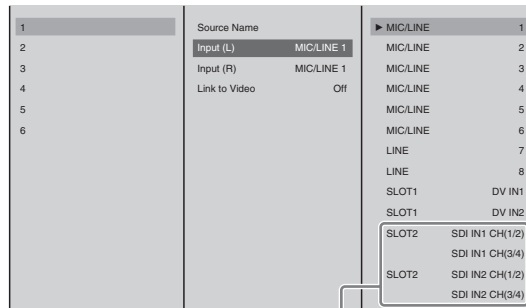 1
2
3
4
5
6
Source Name
Input (L) MIC/LINE 1
Input (R) MIC/LINE 1
Link to Video Off
MIC/LINE 1
MIC/LINE 2
MIC/LINE 3
MIC/LINE 4
MIC/LINE 5
MIC/LINE 6
LINE 7
LINE 8
SLOT1 DV IN1
SLOT1 DV IN2
SLOT2 SDI IN1 CH(1/2)
SDI IN1 CH(3/4)
SLOT2 SDI IN2 CH(1/2)
SDI IN2 CH(3/4)